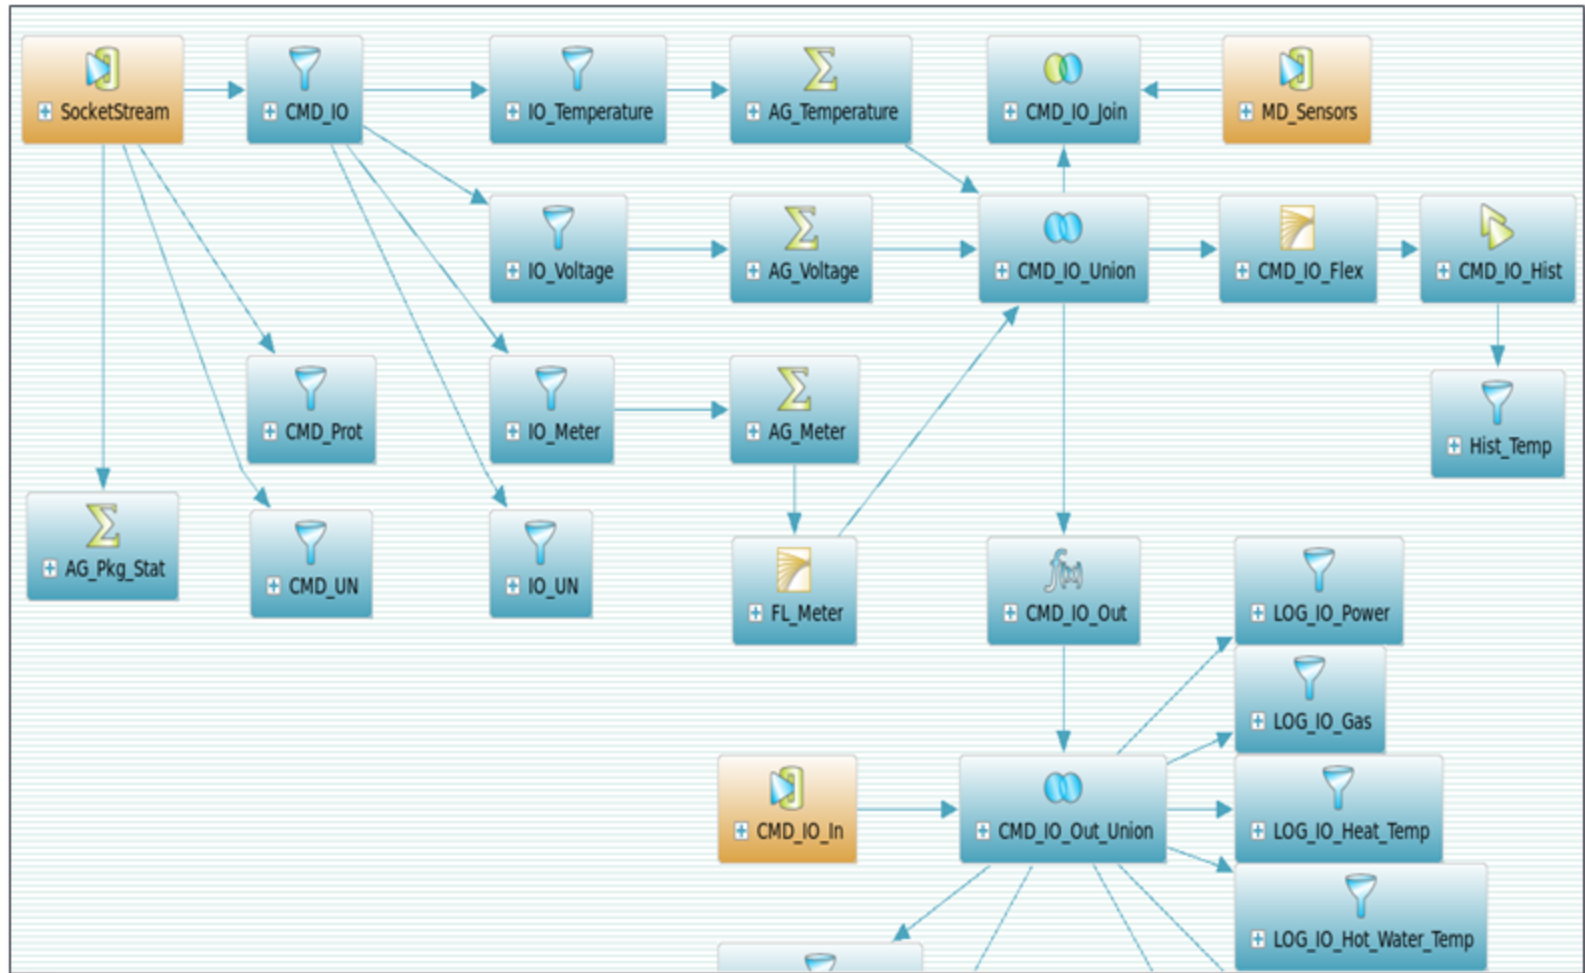 SocketStream
CMD_IO
IO_Temperature
AG_Temperature
CMD_IO_Join
MD_Sensors
IO_Voltage
AG_Voltage
CMD_IO_Union
CMD_IO_Flex
CMD_IO_Hist
CMD_Prot
IO_Meter
AG_Meter
Hist_Temp
AG_Pkg_Stat
CMD_UN
IO_UN
FL_Meter
CMD_IO_Out
LOG_IO_Power
LOG_IO_Gas
CMD_IO_In
CMD_IO_Out_Union
LOG_IO_Heat_Temp
LOG_IO_Hot_Water_Temp